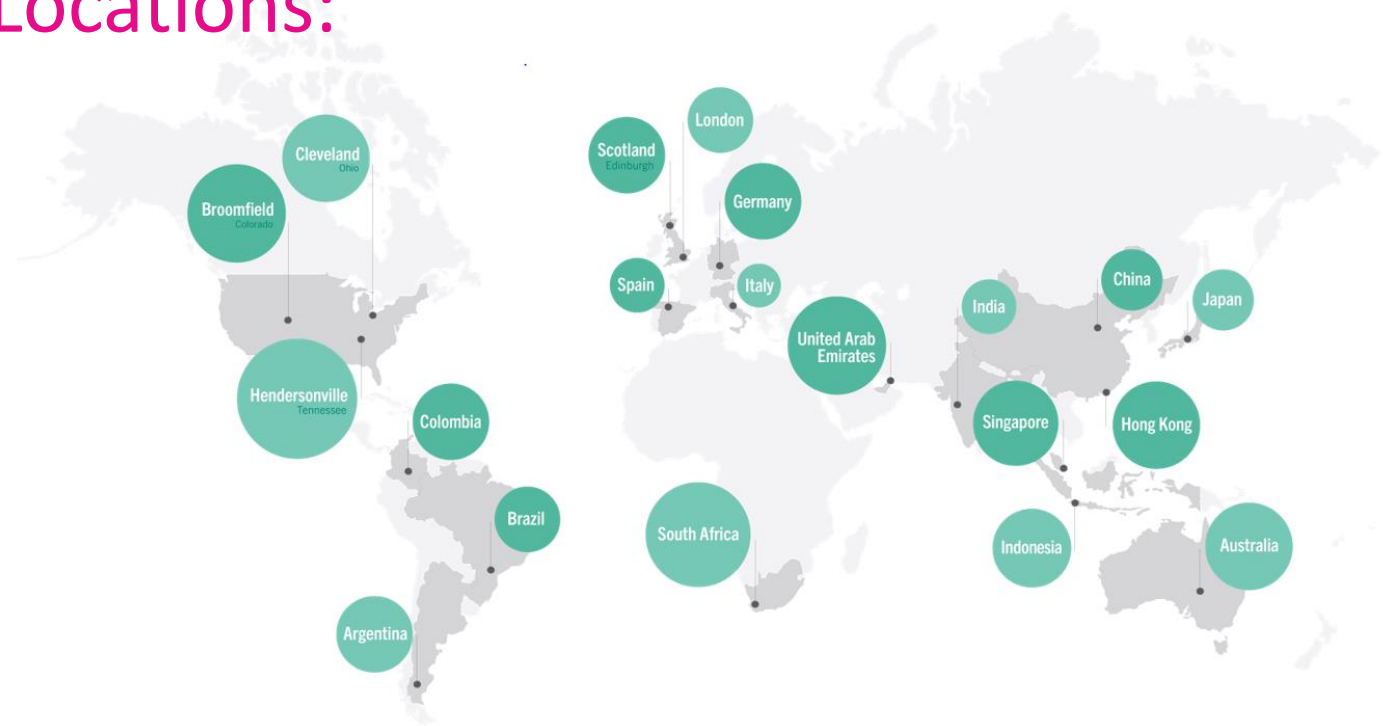 Locations:
London
Cleveland
Ohio
Scotland
Edinburgh
Broomfield
Colorado
Germany
Spain
Italy
China
India
Japan
United Arab
Emirates
Hendersonville
Tennessee
Colombia
Singapore
Hong Kong
Brazil
South Africa
Indonesia
Australia
Argentina